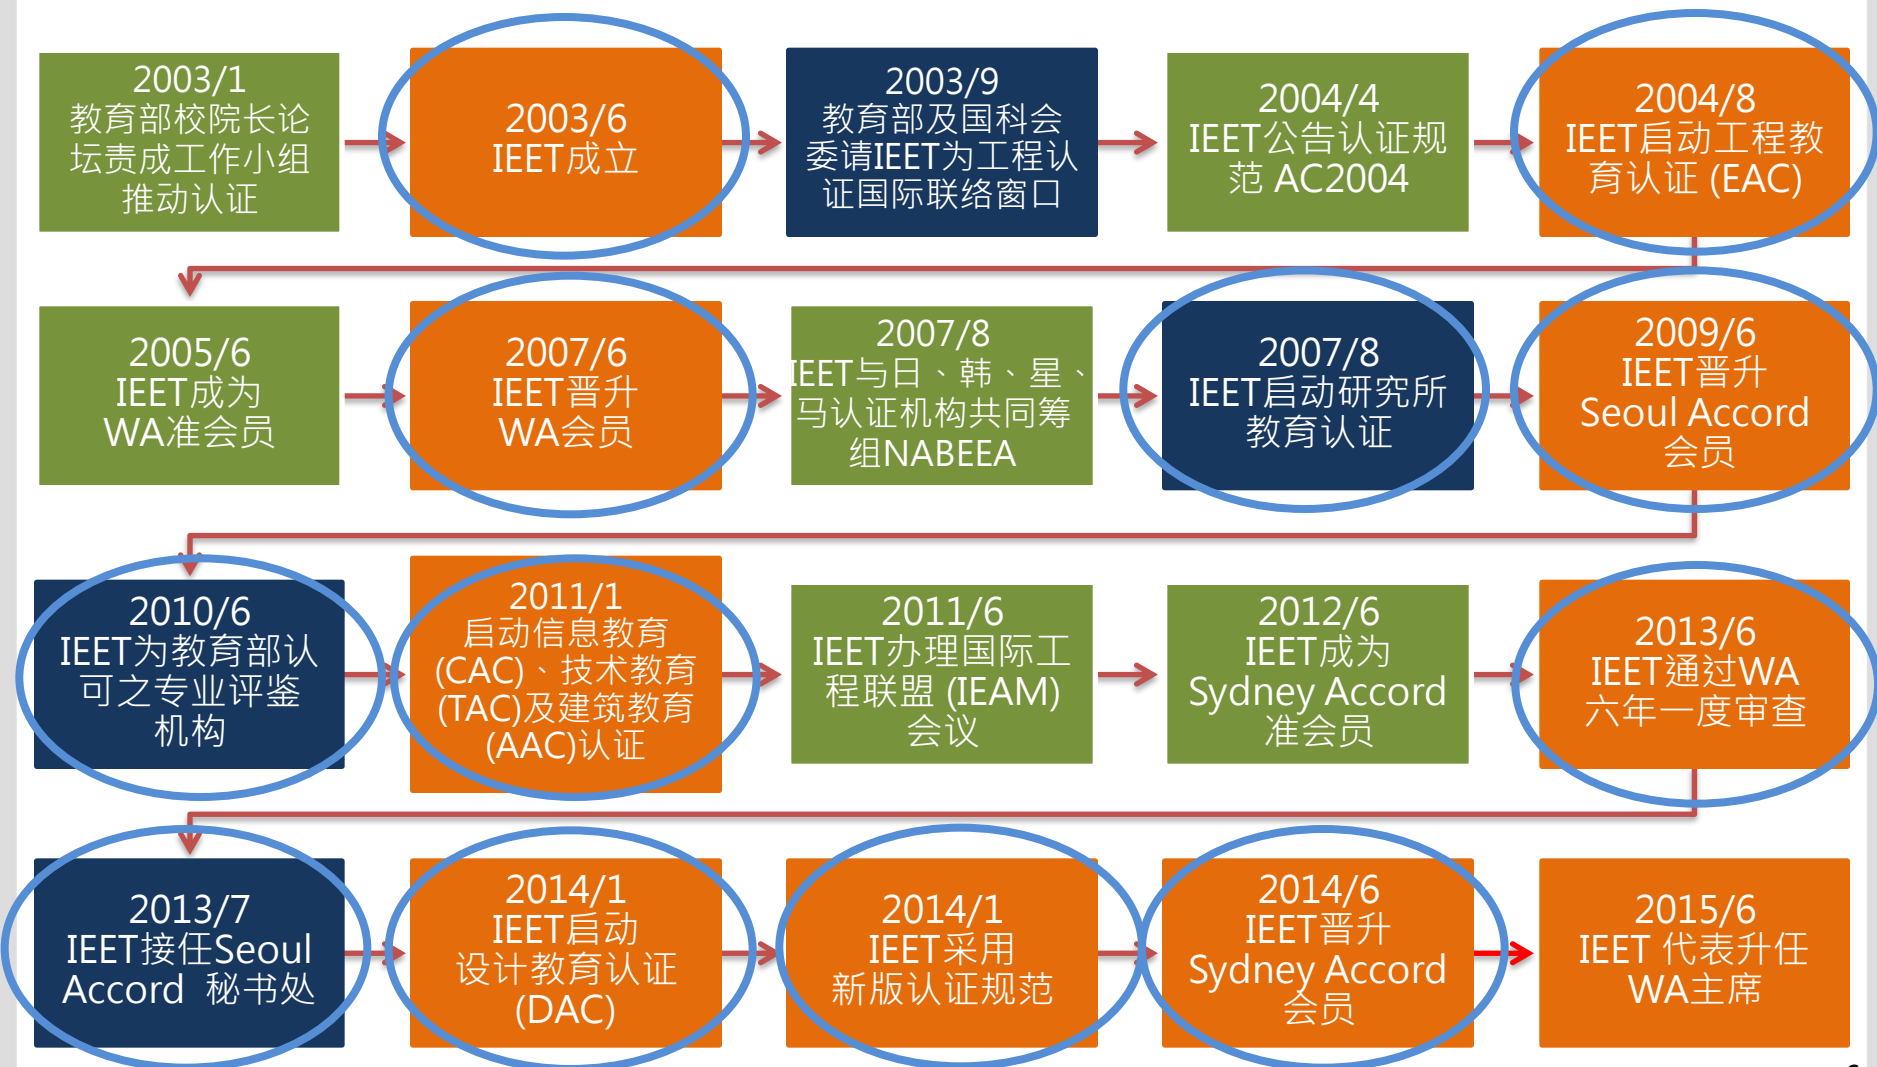 2003/1
教育部校院长论
坛责成工作小组
推动认证
2003/6
IEET成立
2003/9
教育部及国科会
委请IEET为工程认
证国际联络窗口
2004/4
IEET公告认证规
范 AC2004
2004/8
IEET启动工程教
育认证 (EAC)
2005/6
IEET成为
WA准会员
2007/6
IEET晋升
WA会员
2007/8
IEET与日、韩、星、
马认证机构共同筹
组NABEEA
2007/8
IEET启动研究所
教育认证
2009/6
IEET晋升
Seoul Accord
会员
2010/6
IEET为教育部认
可之专业评鉴
机构
2011/1
启动信息教育
(CAC)、技术教育
(TAC)及建筑教育
(AAC)认证
2011/6
IEET办理国际工
程联盟 (IEAM)
会议
2012/6
IEET成为
Sydney Accord
准会员
2013/6
IEET通过WA
六年一度审查
2013/7
IEET接任Seoul
Accord 秘书处
2014/1
IEET启动
设计教育认证
(DAC)
2014/1
IEET采用
新版认证规范
2014/6
IEET晋升
Sydney Accord
会员
2015/6
IEET 代表升任
WA主席